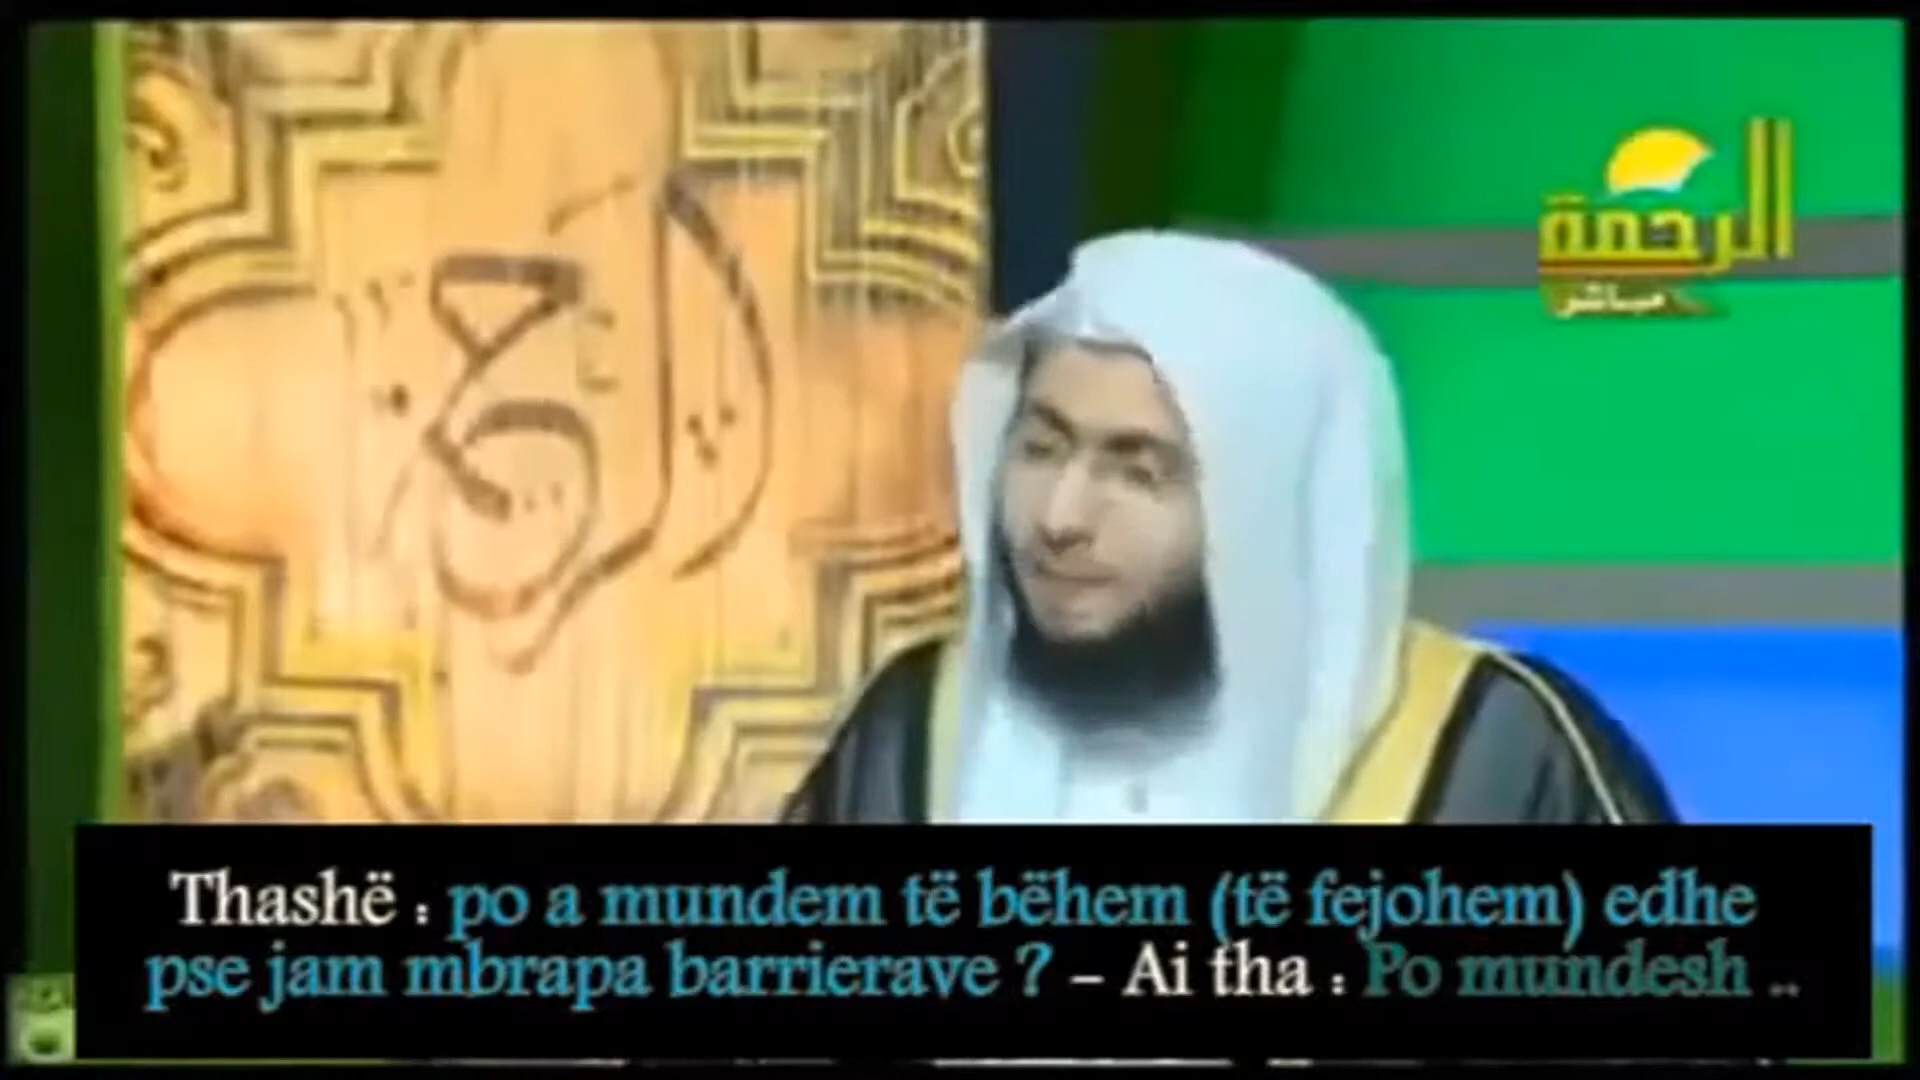 الرحمة
مباشر
Thashë : po a mundem të bëhem (të fejohem) edhe
pse jam mbrapa barrierave ? – Ai tha : Po mundesh ..